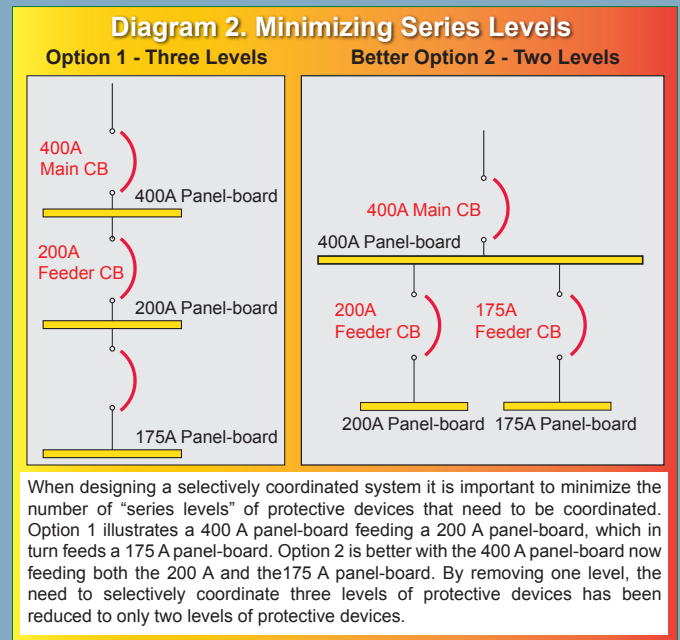 Diagram 2. Minimizing Series Levels
Option 1 - Three Levels
400A
Main CB
400A Panel-board
200A
Feeder CB
200A Panel-board
175A Panel-board
Better Option 2 - Two Levels
400A Main CB
400A Panel-board
200A
Feeder CB
175A
Feeder CB
200A Panel-board
175A Panel-board
When designing a selectively coordinated system it is important to minimize the
number of “series levels” of protective devices that need to be coordinated.
Option 1 illustrates a 400 A panel-board feeding a 200 A panel-board, which in
turn feeds a 175 A panel-board. Option 2 is better with the 400 A panel-board now
feeding both the 200 A and the175 A panel-board. By removing one level, the
need to selectively coordinate three levels of protective devices has been
reduced to only two levels of protective devices.